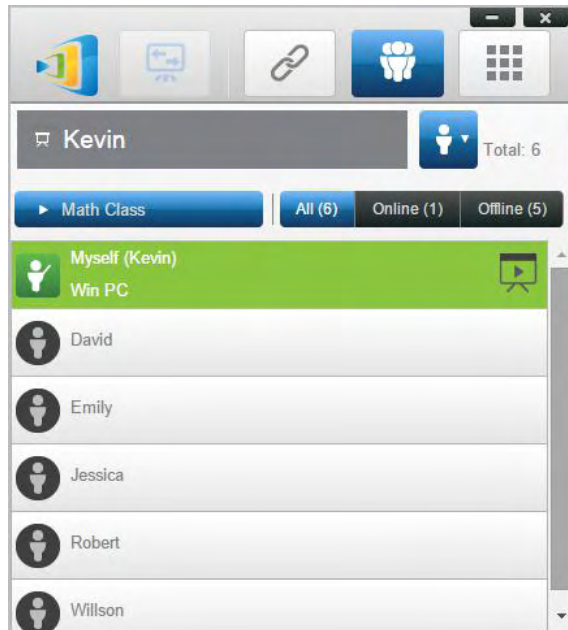 Kevin
Total: 6
Math Class
All (6)
Online (1)
Offline (5)
Myself (Kevin)
Win PC
David
Emily
Jessica
Robert
Willson